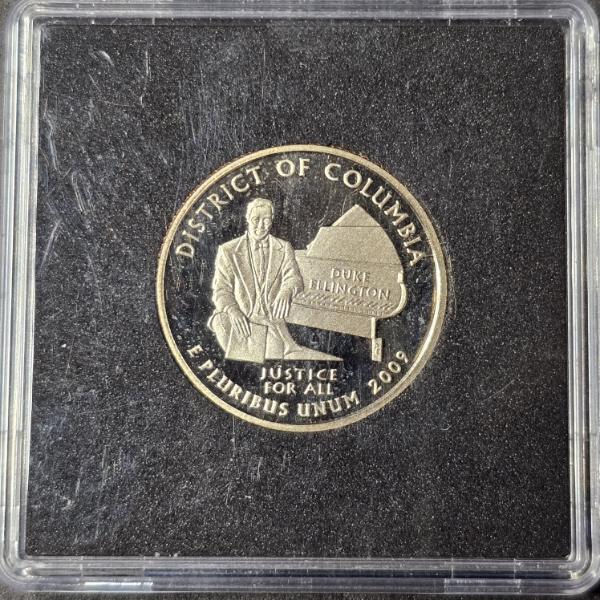 DISTRICT OF COLUMBIA
DUKE
ELLINGTON
JUSTICE
FOR ALL
E PLURIBUS UNUM 2009